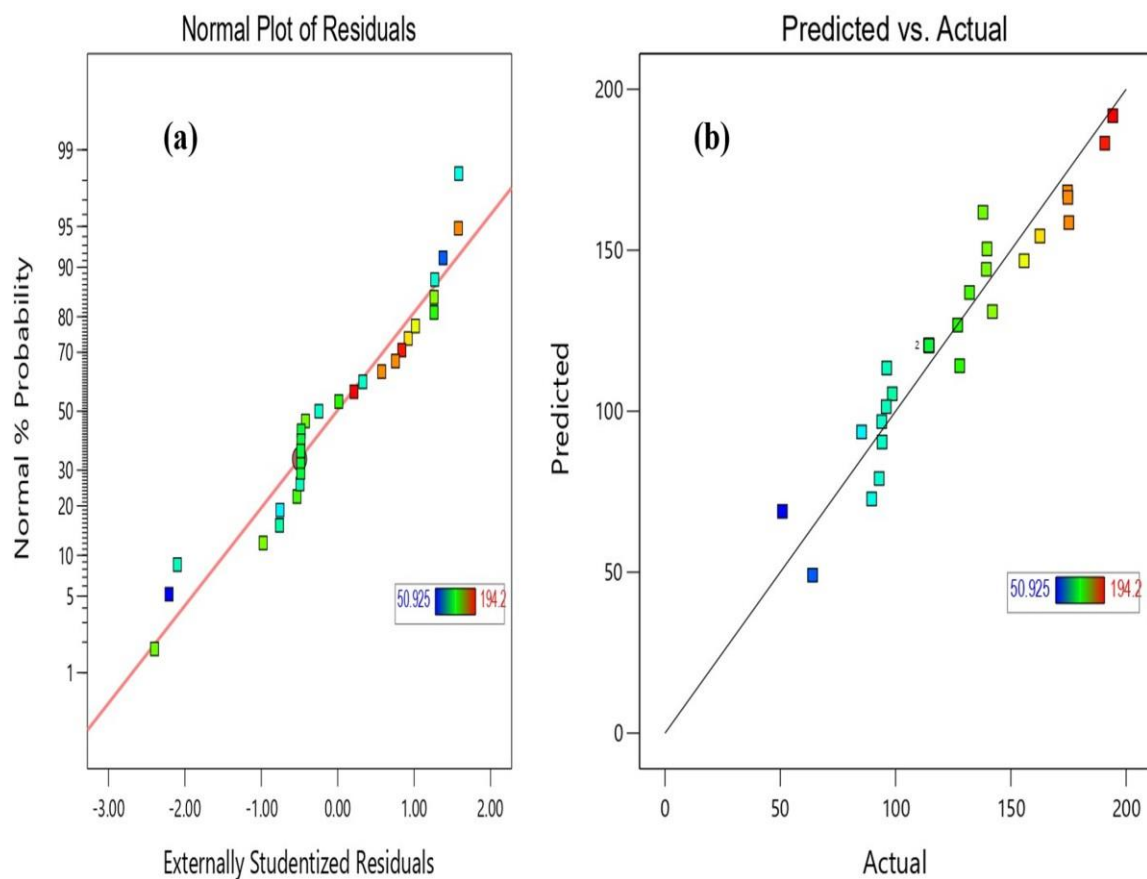 Normal Plot of Residuals
(a)
Normal % Probability
99
95
90
80
70
50
30
20
10
5
1
50.925 194.2
-3.00 -2.00 -1.00 0.00 1.00 2.00
Externally Studentized Residuals
Predicted vs. Actual
(b)
Predicted
200
150
2
100
50
0
50.925 194.2
0 50 100 150 200
Actual